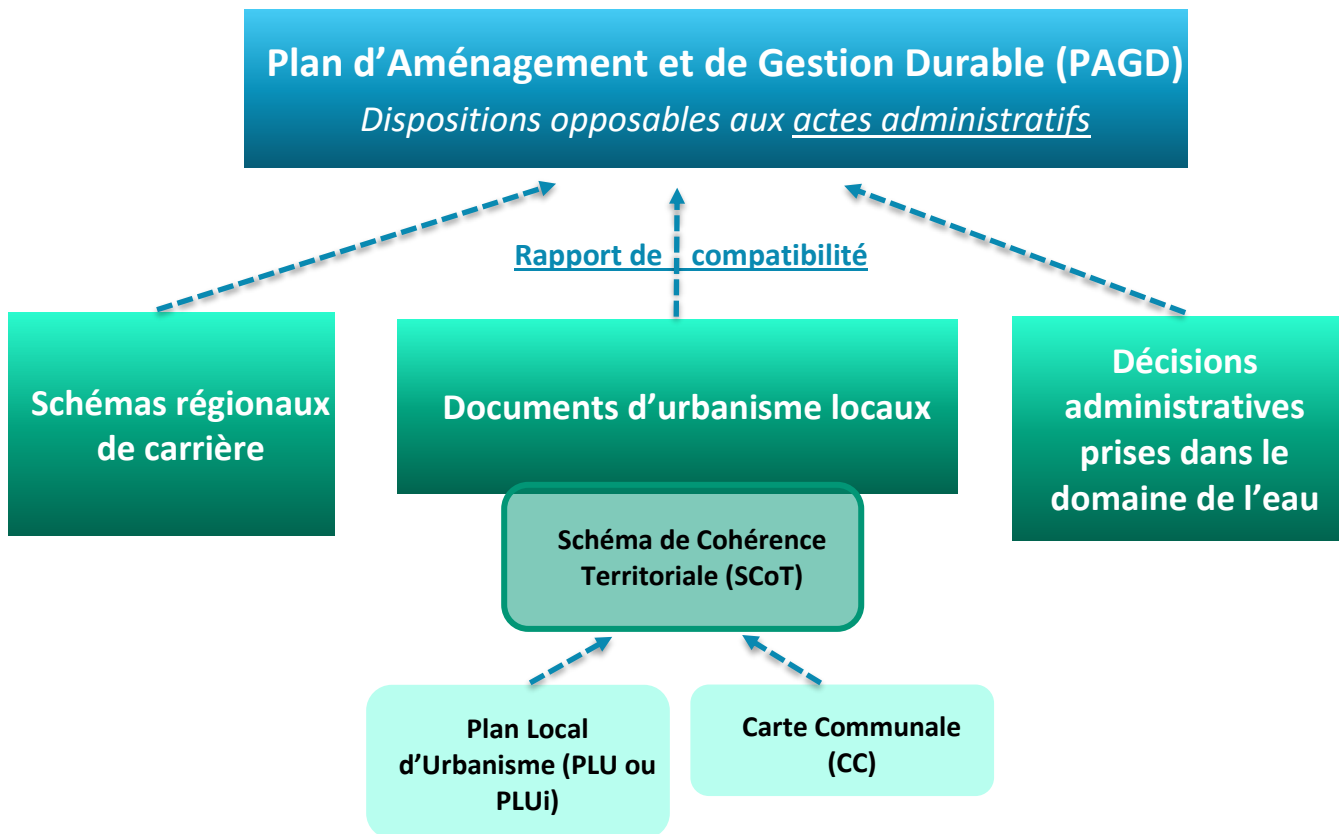 Plan d’Aménagement et de Gestion Durable (PAGD)
Dispositions opposables aux actes administratifs
Rapport de compatibilité
Schémas régionaux
de carrière
Documents d’urbanisme locaux
Décisions
administratives
prises dans le
domaine de l’eau
Schéma de Cohérence
Territoriale (SCoT)
Plan Local
d’Urbanisme (PLU ou
PLUi)
Carte Communale
(CC)